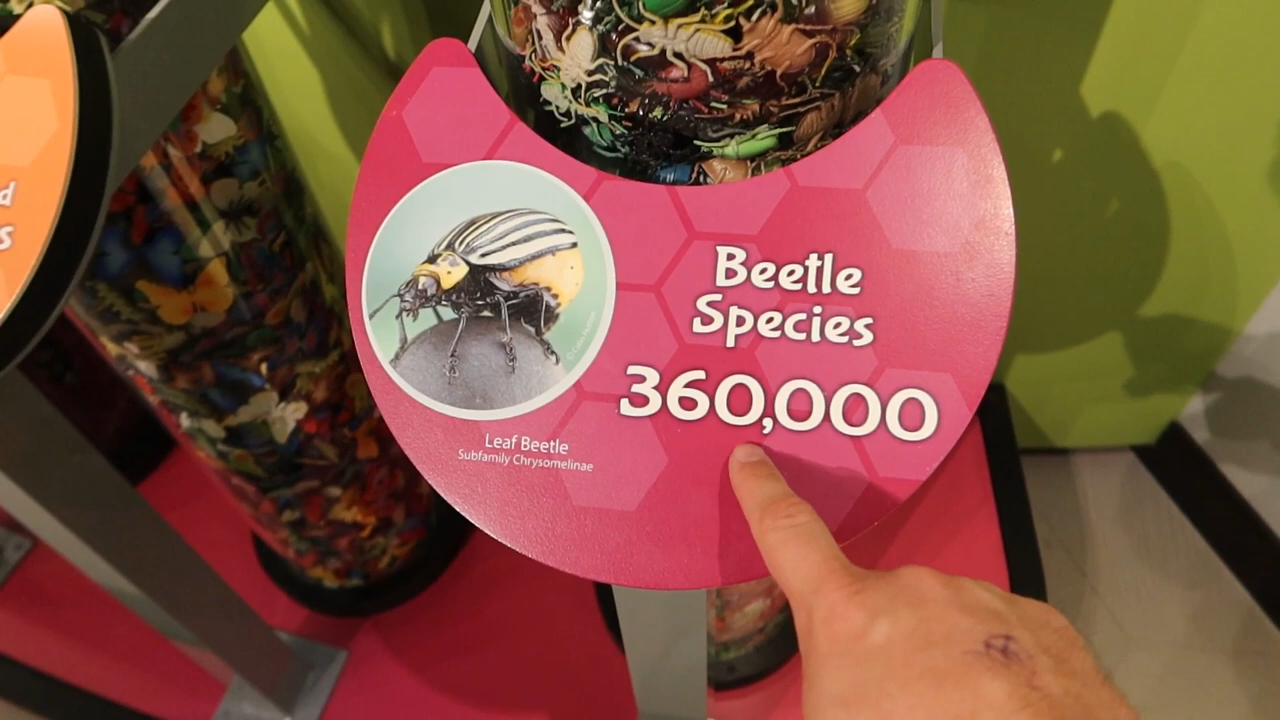 d
s
Beetle
Species
360,000
Leaf Beetle
Subfamily Chrysomelinae